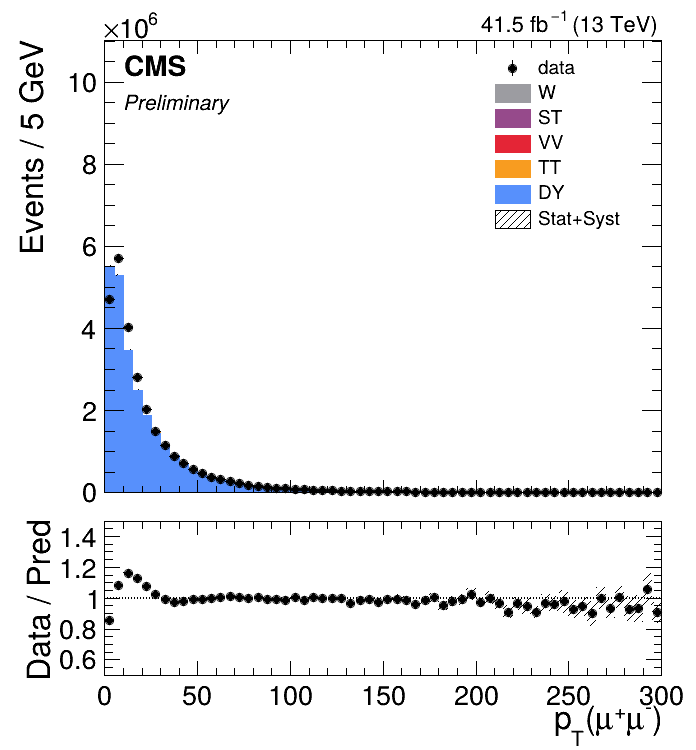 ×10⁶
41.5 fb⁻¹ (13 TeV)
Events / 5 GeV
CMS
Preliminary
data
W
ST
VV
TT
DY
Stat+Syst
10
8
6
4
2
0
Data / Pred
1.4
1.2
1
0.8
0.6
0 50 100 150 200 250 300
p_T(μ⁺μ⁻)